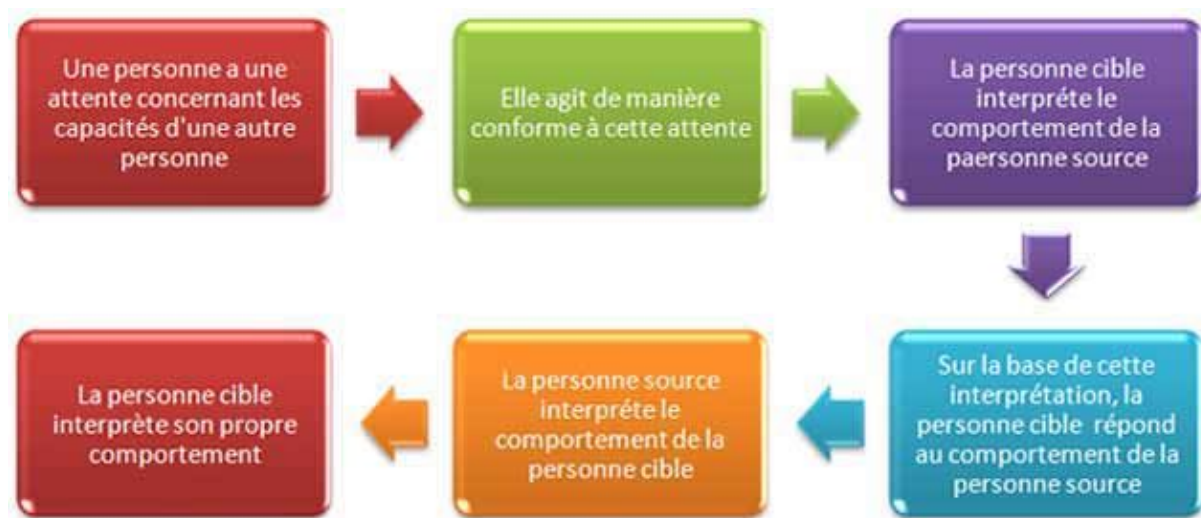 Une personne a une
attente concernant les
capacités d'une autre
personne
Elle agit de manière
conforme à cette attente
La personne cible
interpréte le
comportement de la
paersonne source
Sur la base de cette
interprétation, la
personne cible répond
au comportement de la
personne source
La personne source
interpréte le
comportement de la
personne cible
La personne cible
interprète son propre
comportement